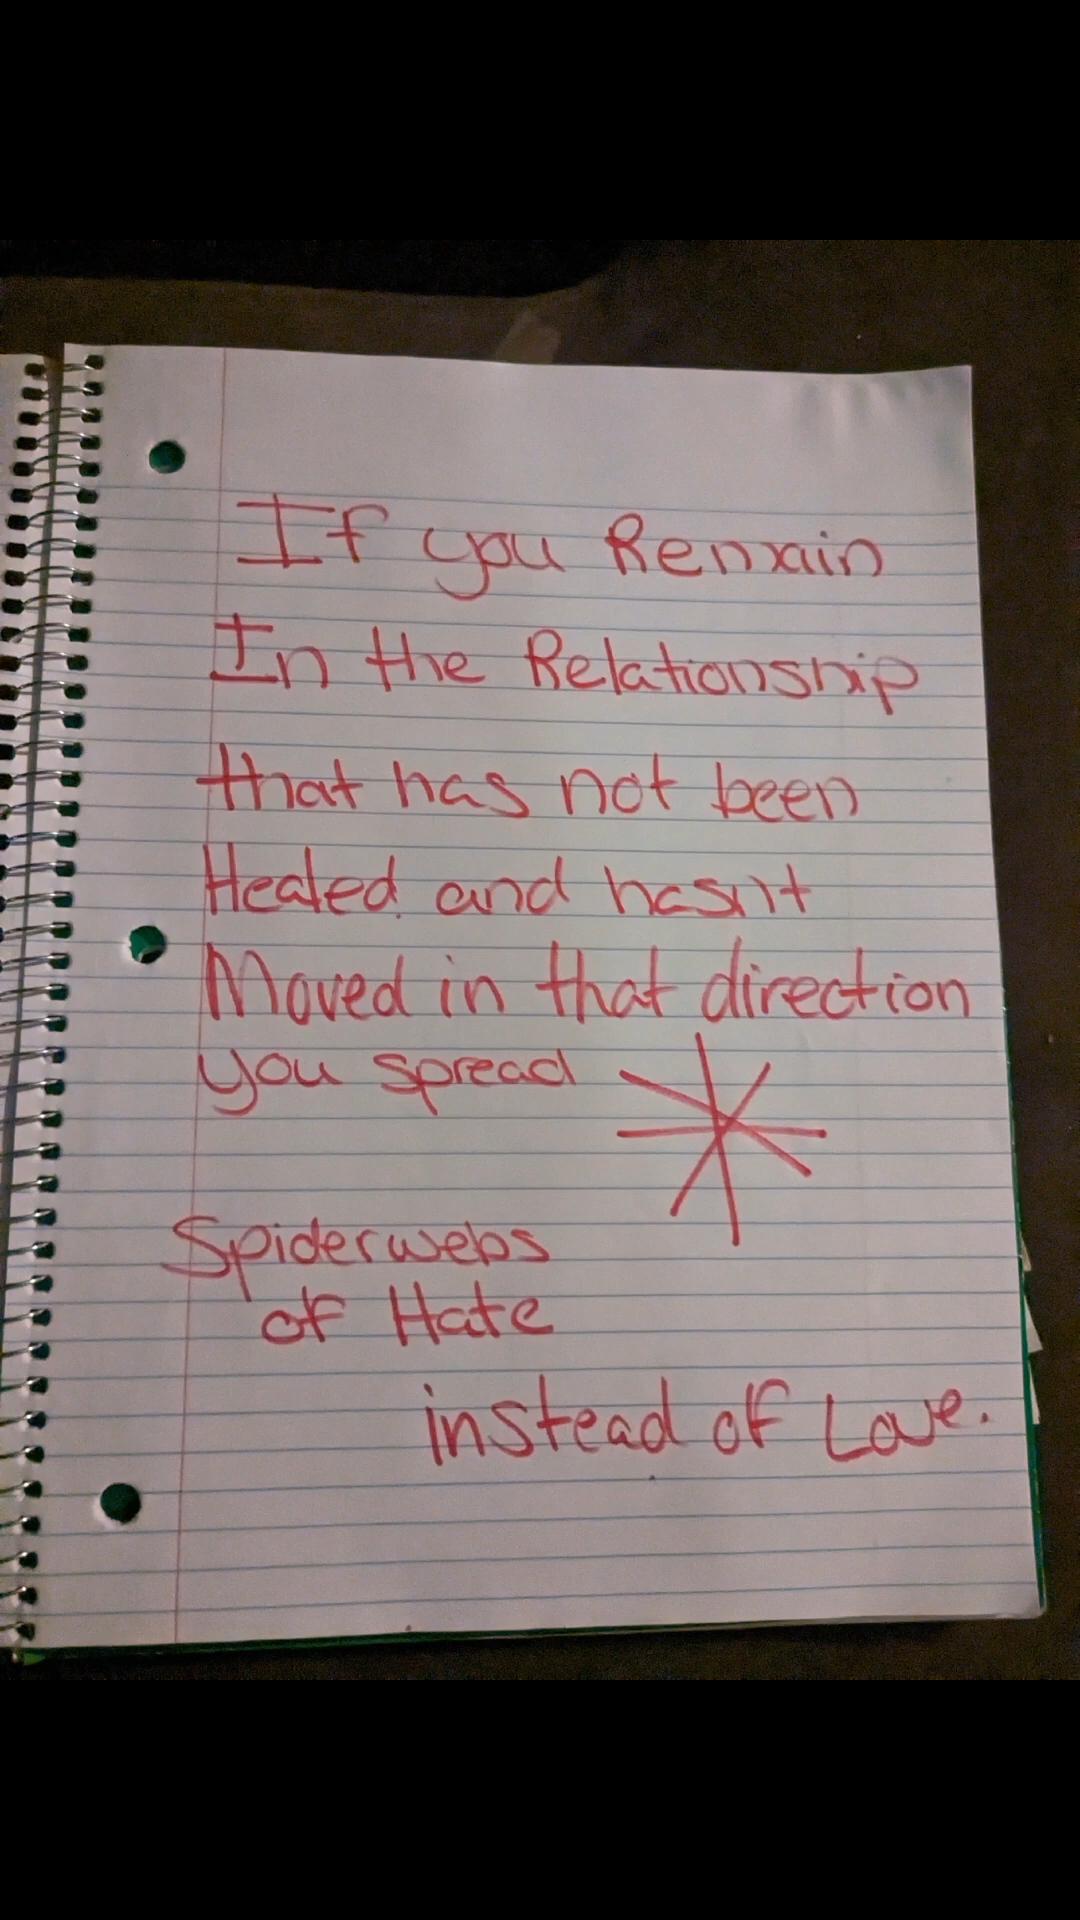 If you Remain
In the Relationship
that has not been
Healed and hasn't
Moved in that direction
you spread
Spiderwebs
of Hate
instead of Love.